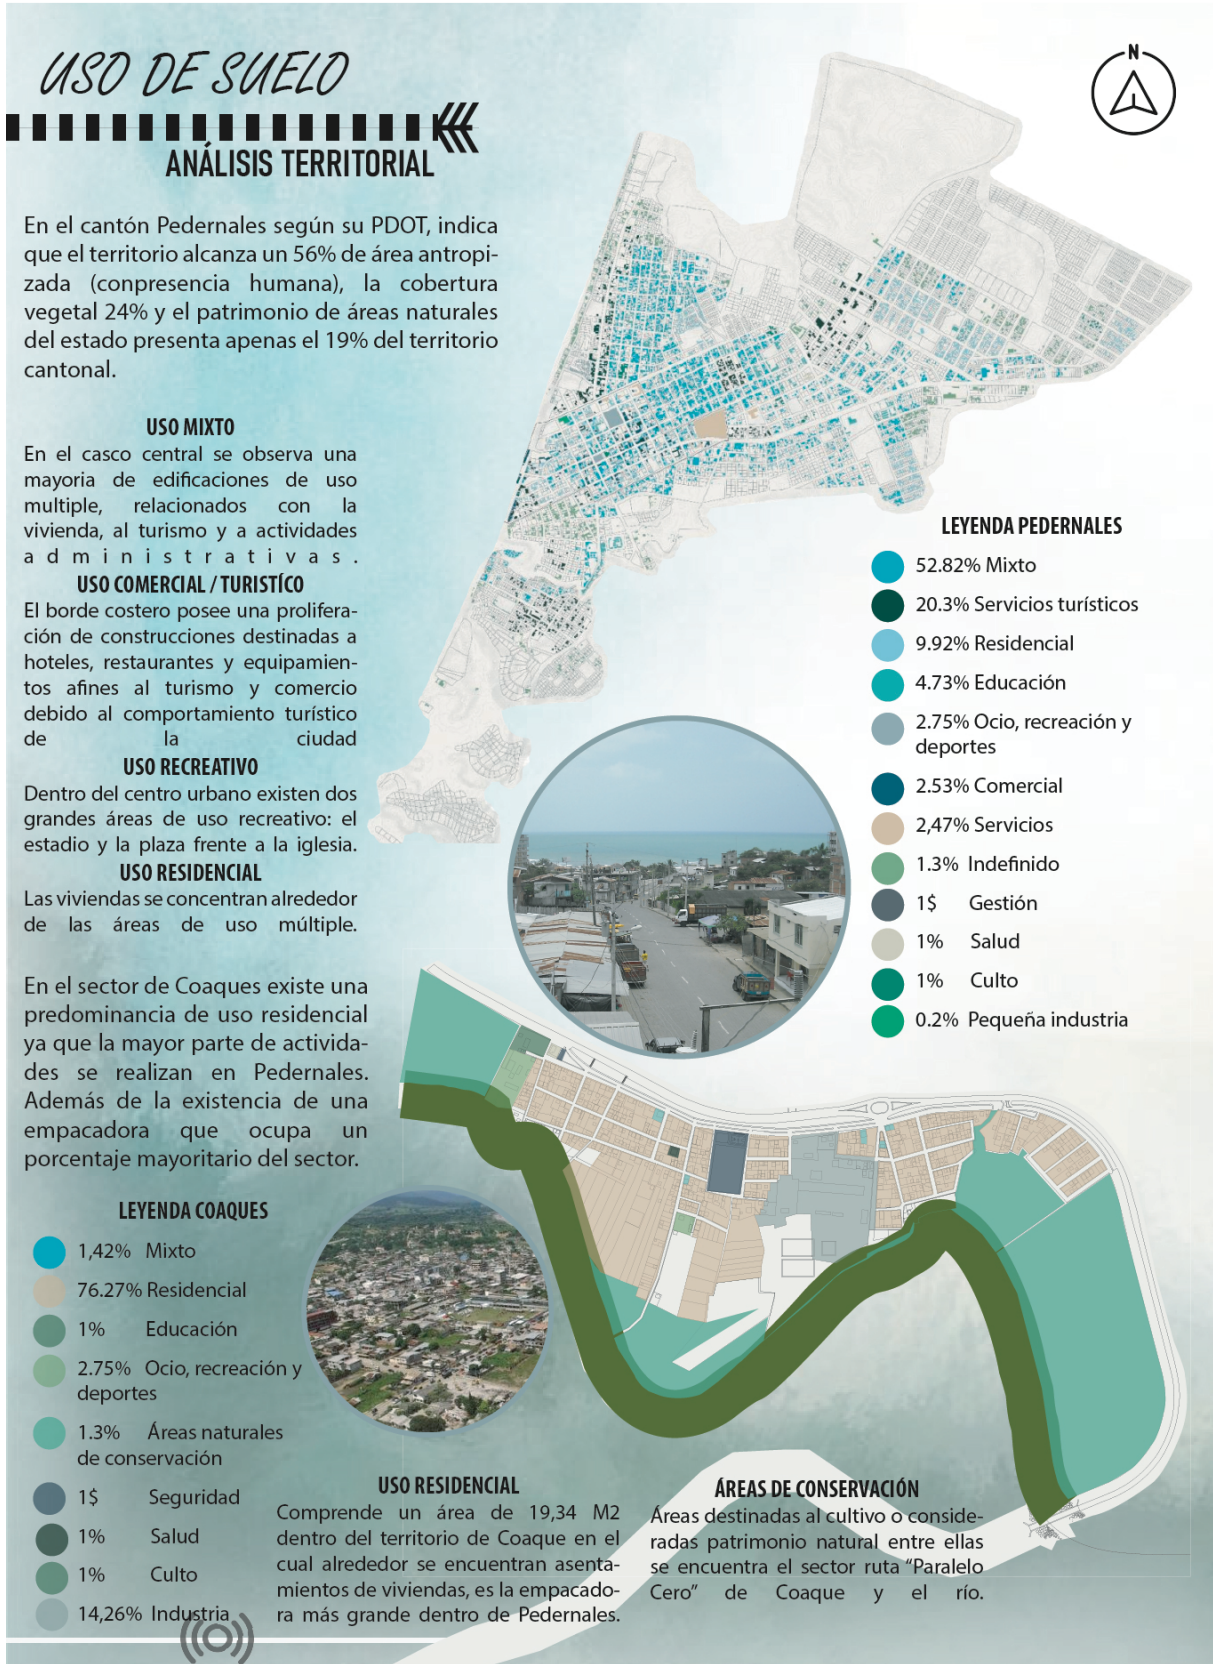 USO DE SUELO
ANÁLISIS TERRITORIAL
N
En el cantón Pedernales según su PDOT, indica
que el territorio alcanza un 56% de área antropi-
zada (conpresencia humana), la cobertura
vegetal 24% y el patrimonio de áreas naturales
del estado presenta apenas el 19% del territorio
cantonal.
USO MIXTO
En el casco central se observa una
mayoria de edificaciones de uso
multiple, relacionados con la
vivienda, al turismo y a actividades
administrativas.
USO COMERCIAL / TURISTÍCO
El borde costero posee una prolifera-
ción de construcciones destinadas a
hoteles, restaurantes y equipamien-
tos afines al turismo y comercio
debido al comportamiento turístico
de la ciudad
USO RECREATIVO
Dentro del centro urbano existen dos
grandes áreas de uso recreativo: el
estadio y la plaza frente a la iglesia.
USO RESIDENCIAL
Las viviendas se concentran alrededor
de las áreas de uso múltiple.
LEYENDA PEDERNALES
52.82% Mixto
20.3% Servicios turísticos
9.92% Residencial
4.73% Educación
2.75% Ocio, recreación y
deportes
2.53% Comercial
2,47% Servicios
1.3% Indefinido
1$ Gestión
1% Salud
1% Culto
0.2% Pequeña industria
En el sector de Coaques existe una
predominancia de uso residencial
ya que la mayor parte de activida-
des se realizan en Pedernales.
Además de la existencia de una
empacadora que ocupa un
porcentaje mayoritario del sector.
LEYENDA COAQUES
1,42% Mixto
76.27% Residencial
1% Educación
2.75% Ocio, recreación y
deportes
1.3% Áreas naturales
de conservación
1$ Seguridad
1% Salud
1% Culto
14,26% Industria
USO RESIDENCIAL
Comprende un área de 19,34 M2
dentro del territorio de Coaque en el
cual alrededor se encuentran asenta-
mientos de viviendas, es la empacado-
ra más grande dentro de Pedernales.
ÁREAS DE CONSERVACIÓN
Áreas destinadas al cultivo o conside-
radas patrimonio natural entre ellas
se encuentra el sector ruta "Paralelo
Cero" de Coaque y el río.